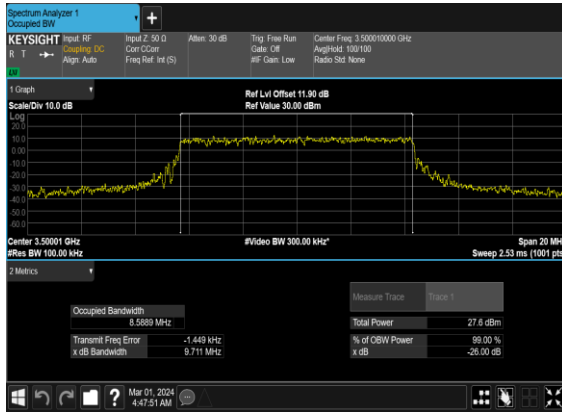 Spectrum Analyzer 1
Occupied BW
+
KEYSIGHT
R T
LXI
Input: RF
Coupling: DC
Align: Auto
Input Z: 50 Ω
Corr CCorr
Freq Ref: Int (S)
Atten: 30 dB
Trig: Free Run
Gate: Off
#IF Gain: Low
Center Freq: 3.500010000 GHz
Avg|Hold: 100/100
Radio Std: None
1 Graph
Scale/Div 10.0 dB
Ref Lvl Offset 11.90 dB
Ref Value 30.00 dBm
Log
20.0
10.0
0.00
-10.0
-20.0
-30.0
-40.0
-50.0
-60.0
Center 3.50001 GHz
#Res BW 100.00 kHz
#Video BW 300.00 kHz*
Span 20 MH
Sweep 2.53 ms (1001 pts
2 Metrics
Measure Trace Trace 1
Occupied Bandwidth
8.5889 MHz
Total Power 27.6 dBm
Transmit Freq Error -1.449 kHz
% of OBW Power 99.00 %
x dB Bandwidth 9.711 MHz
x dB -26.00 dB
?
Mar 01, 2024
4:47:51 AM